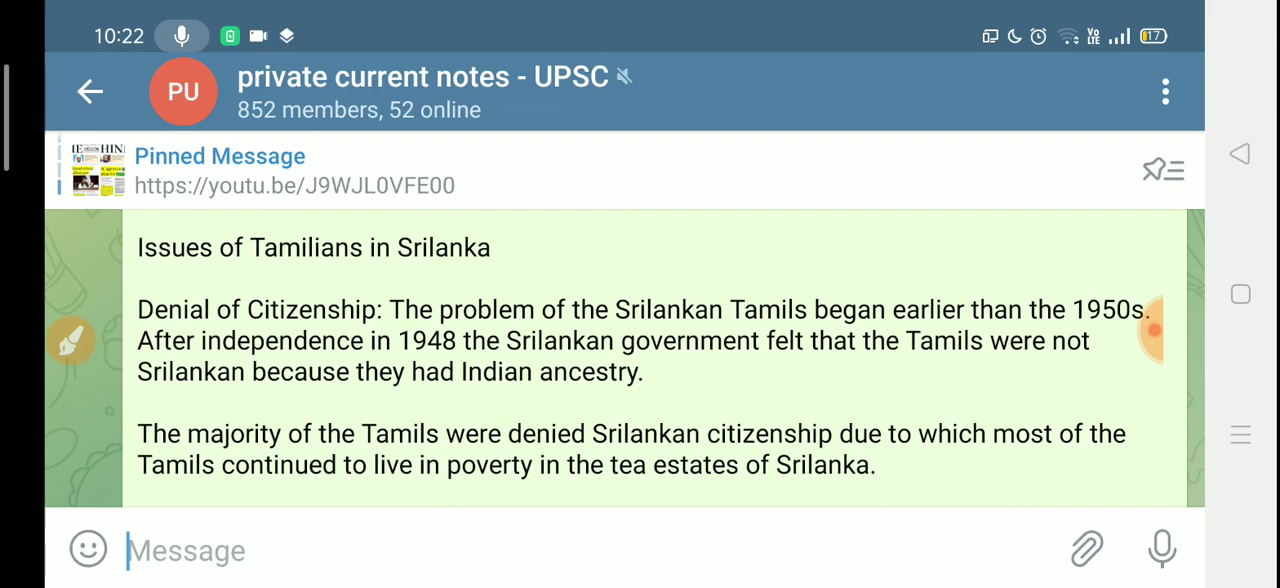 10:22
VO LTE 17
PU
private current notes - UPSC
852 members, 52 online
Pinned Message
https://youtu.be/J9WJL0VFE00
Issues of Tamilians in Srilanka
Denial of Citizenship: The problem of the Srilankan Tamils began earlier than the 1950s.
After independence in 1948 the Srilankan government felt that the Tamils were not
Srilankan because they had Indian ancestry.
The majority of the Tamils were denied Srilankan citizenship due to which most of the
Tamils continued to live in poverty in the tea estates of Srilanka.
Message